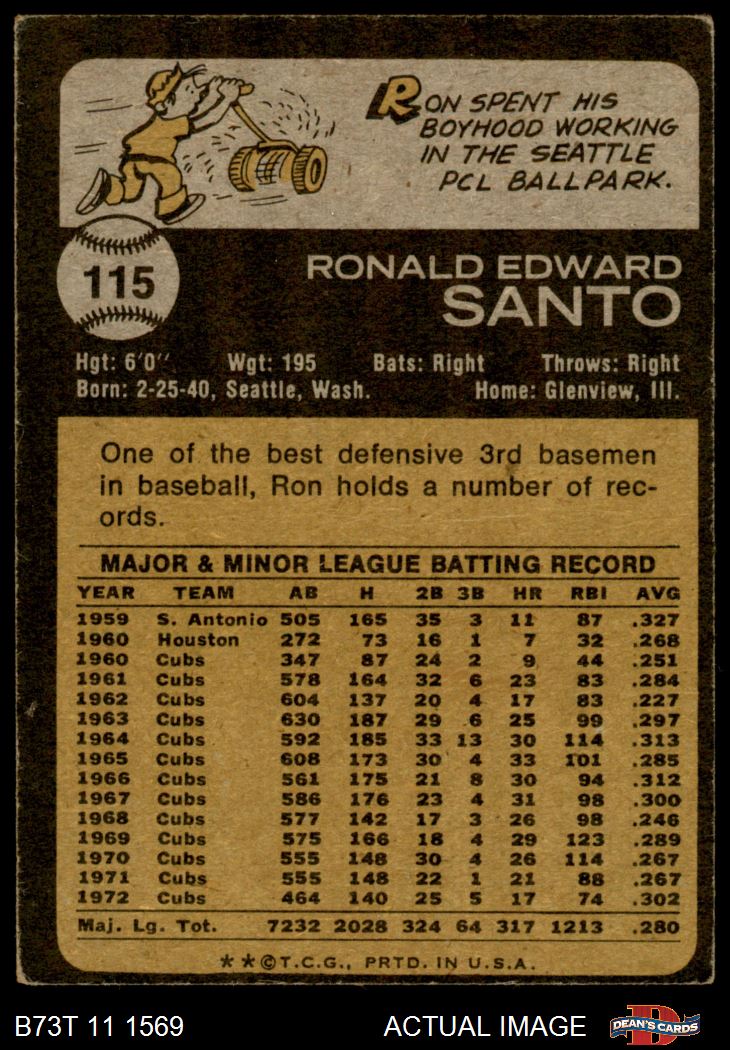 RON SPENT HIS
BOYHOOD WORKING
IN THE SEATTLE
PCL BALLPARK.
115
RONALD EDWARD
SANTO
Hgt: 6'0" Wgt: 195 Bats: Right Throws: Right
Born: 2-25-40, Seattle, Wash. Home: Glenview, Ill.
One of the best defensive 3rd basemen
in baseball, Ron holds a number of rec-
ords.
MAJOR & MINOR LEAGUE BATTING RECORD
YEAR TEAM AB H 2B 3B HR RBI AVG
1959 S. Antonio 505 165 35 3 11 87 .327
1960 Houston 272 73 16 1 7 32 .268
1960 Cubs 347 87 24 2 9 44 .251
1961 Cubs 578 164 32 6 23 83 .284
1962 Cubs 604 137 20 4 17 83 .227
1963 Cubs 630 187 29 6 25 99 .297
1964 Cubs 592 185 33 13 30 114 .313
1965 Cubs 608 173 30 4 33 101 .285
1966 Cubs 561 175 21 8 30 94 .312
1967 Cubs 586 176 23 4 31 98 .300
1968 Cubs 577 142 17 3 26 98 .246
1969 Cubs 575 166 18 4 29 123 .289
1970 Cubs 555 148 30 4 26 114 .267
1971 Cubs 555 148 22 1 21 88 .267
1972 Cubs 464 140 25 5 17 74 .302
Maj. Lg. Tot. 7232 2028 324 64 317 1213 .280
★★©T.C.G., PRTD. IN U.S.A.
B73T 11 1569 ACTUAL IMAGE D DEAN'S CARDS